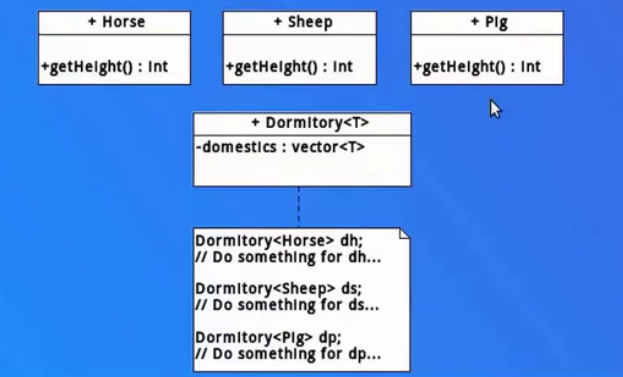 + Horse
+getHeight() : int
+ Sheep
+getHeight() : int
+ Pig
+getHeight() : int
+ Dormitory<T>
-domestics : vector<T>
Dormitory<Horse> dh;
// Do something for dh...
Dormitory<Sheep> ds;
// Do something for ds...
Dormitory<Pig> dp;
// Do something for dp...